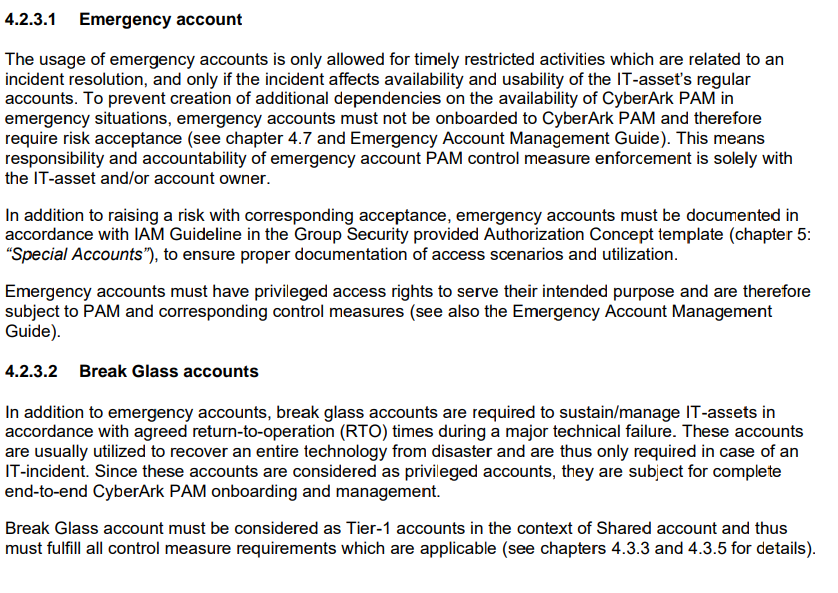 4.2.3.1 Emergency account
The usage of emergency accounts is only allowed for timely restricted activities which are related to an
incident resolution, and only if the incident affects availability and usability of the IT-asset's regular
accounts. To prevent creation of additional dependencies on the availability of CyberArk PAM in
emergency situations, emergency accounts must not be onboarded to CyberArk PAM and therefore
require risk acceptance (see chapter 4.7 and Emergency Account Management Guide). This means
responsibility and accountability of emergency account PAM control measure enforcement is solely with
the IT-asset and/or account owner.
In addition to raising a risk with corresponding acceptance, emergency accounts must be documented in
accordance with IAM Guideline in the Group Security provided Authorization Concept template (chapter 5:
“Special Accounts”), to ensure proper documentation of access scenarios and utilization.
Emergency accounts must have privileged access rights to serve their intended purpose and are therefore
subject to PAM and corresponding control measures (see also the Emergency Account Management
Guide).
4.2.3.2 Break Glass accounts
In addition to emergency accounts, break glass accounts are required to sustain/manage IT-assets in
accordance with agreed return-to-operation (RTO) times during a major technical failure. These accounts
are usually utilized to recover an entire technology from disaster and are thus only required in case of an
IT-incident. Since these accounts are considered as privileged accounts, they are subject for complete
end-to-end CyberArk PAM onboarding and management.
Break Glass account must be considered as Tier-1 accounts in the context of Shared account and thus
must fulfill all control measure requirements which are applicable (see chapters 4.3.3 and 4.3.5 for details).